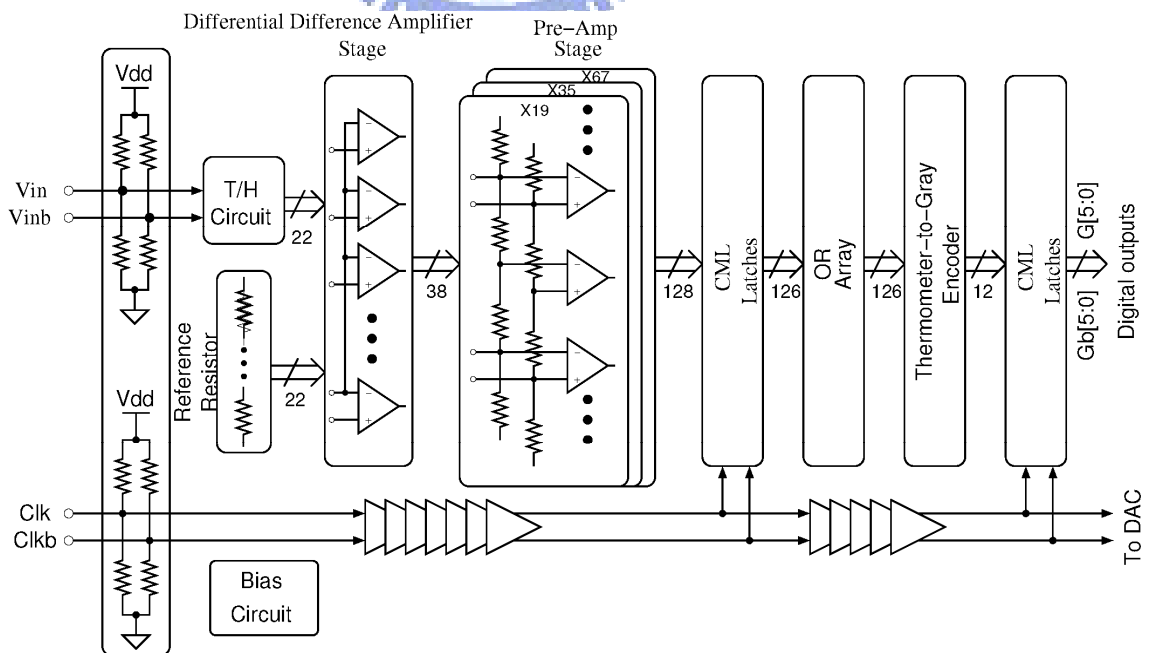 Differential Difference Amplifier
Stage
Pre-Amp
Stage
Vdd
X67
X35
X19
Vin
Vinb
T/H
Circuit
22
38
128
CML
Latches
126
OR
Array
126
Thermometer-to-Gray
Encoder
12
CML
Latches
Gb[5:0] G[5:0]
Digital outputs
Reference
Resistor
22
Vdd
Clk
Clkb
To DAC
Bias
Circuit